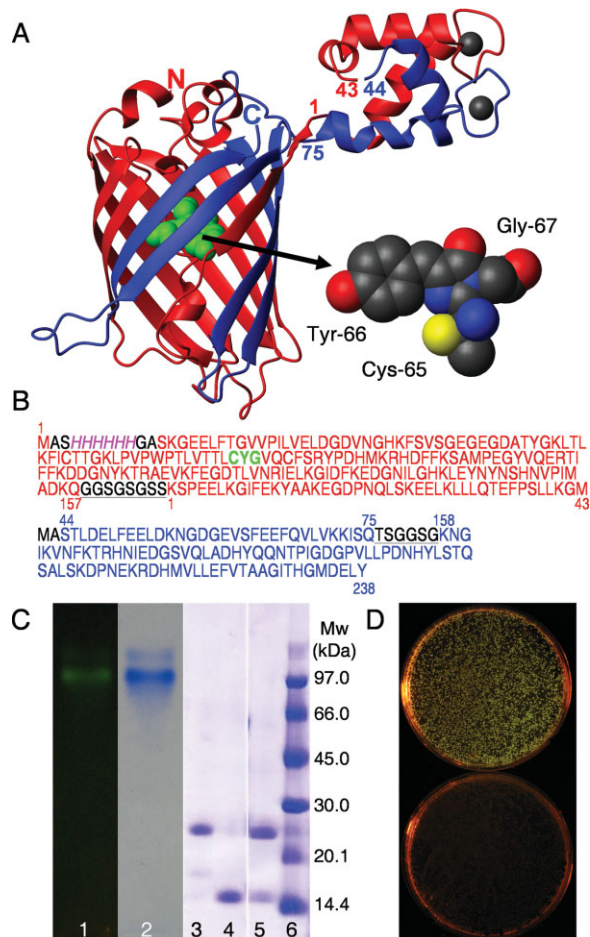 A
N
C
43 44
1
75
Gly-67
Tyr-66
Cys-65
B
1
MASHHHHHHGASKGEELFTGVVPILVELDGDVNGHKFSVSGEGEGDATYGKLTL
KFICTTGKLPVPWPTLVTTLCYGVQCFSRYPDHMKRHDFFKSAMPEGYVQERTI
FFKDDGNYKTRAEVKFEGDTLVNRIELKGIDFKEDGNILGHKLEYNYNSHNVPIM
ADKQGGSGSGSSKSPEELKGIFEKYAAKEGDPNQLSKEELKLLLQTEFPSLLKGM
157 1 43
44 75 158
MASTLDELFEELDKNGDGEVSFEEFQVLVKKISQTSGGSGKNG
IKVNFKTRHNIEDGSVQLADHYQQNTPIGDGPVLLPDNHYLSTQ
SALSKDPNEKRDHMVLLEFVTAAGITHGMDELY
238
C
Mw
(kDa)
97.0
66.0
45.0
30.0
20.1
14.4
1 2 3 4 5 6
D